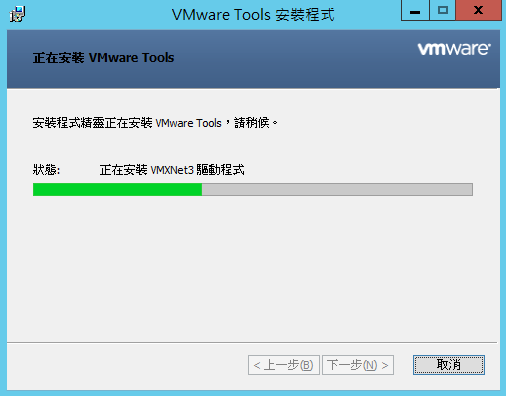 VMware Tools 安裝程式
正在安裝 VMware Tools
vmware
安裝程式精靈正在安裝 VMware Tools，請稍候。
狀態: 正在安裝 VMXNet3 驅動程式
< 上一步(B) 下一步(N) > 取消